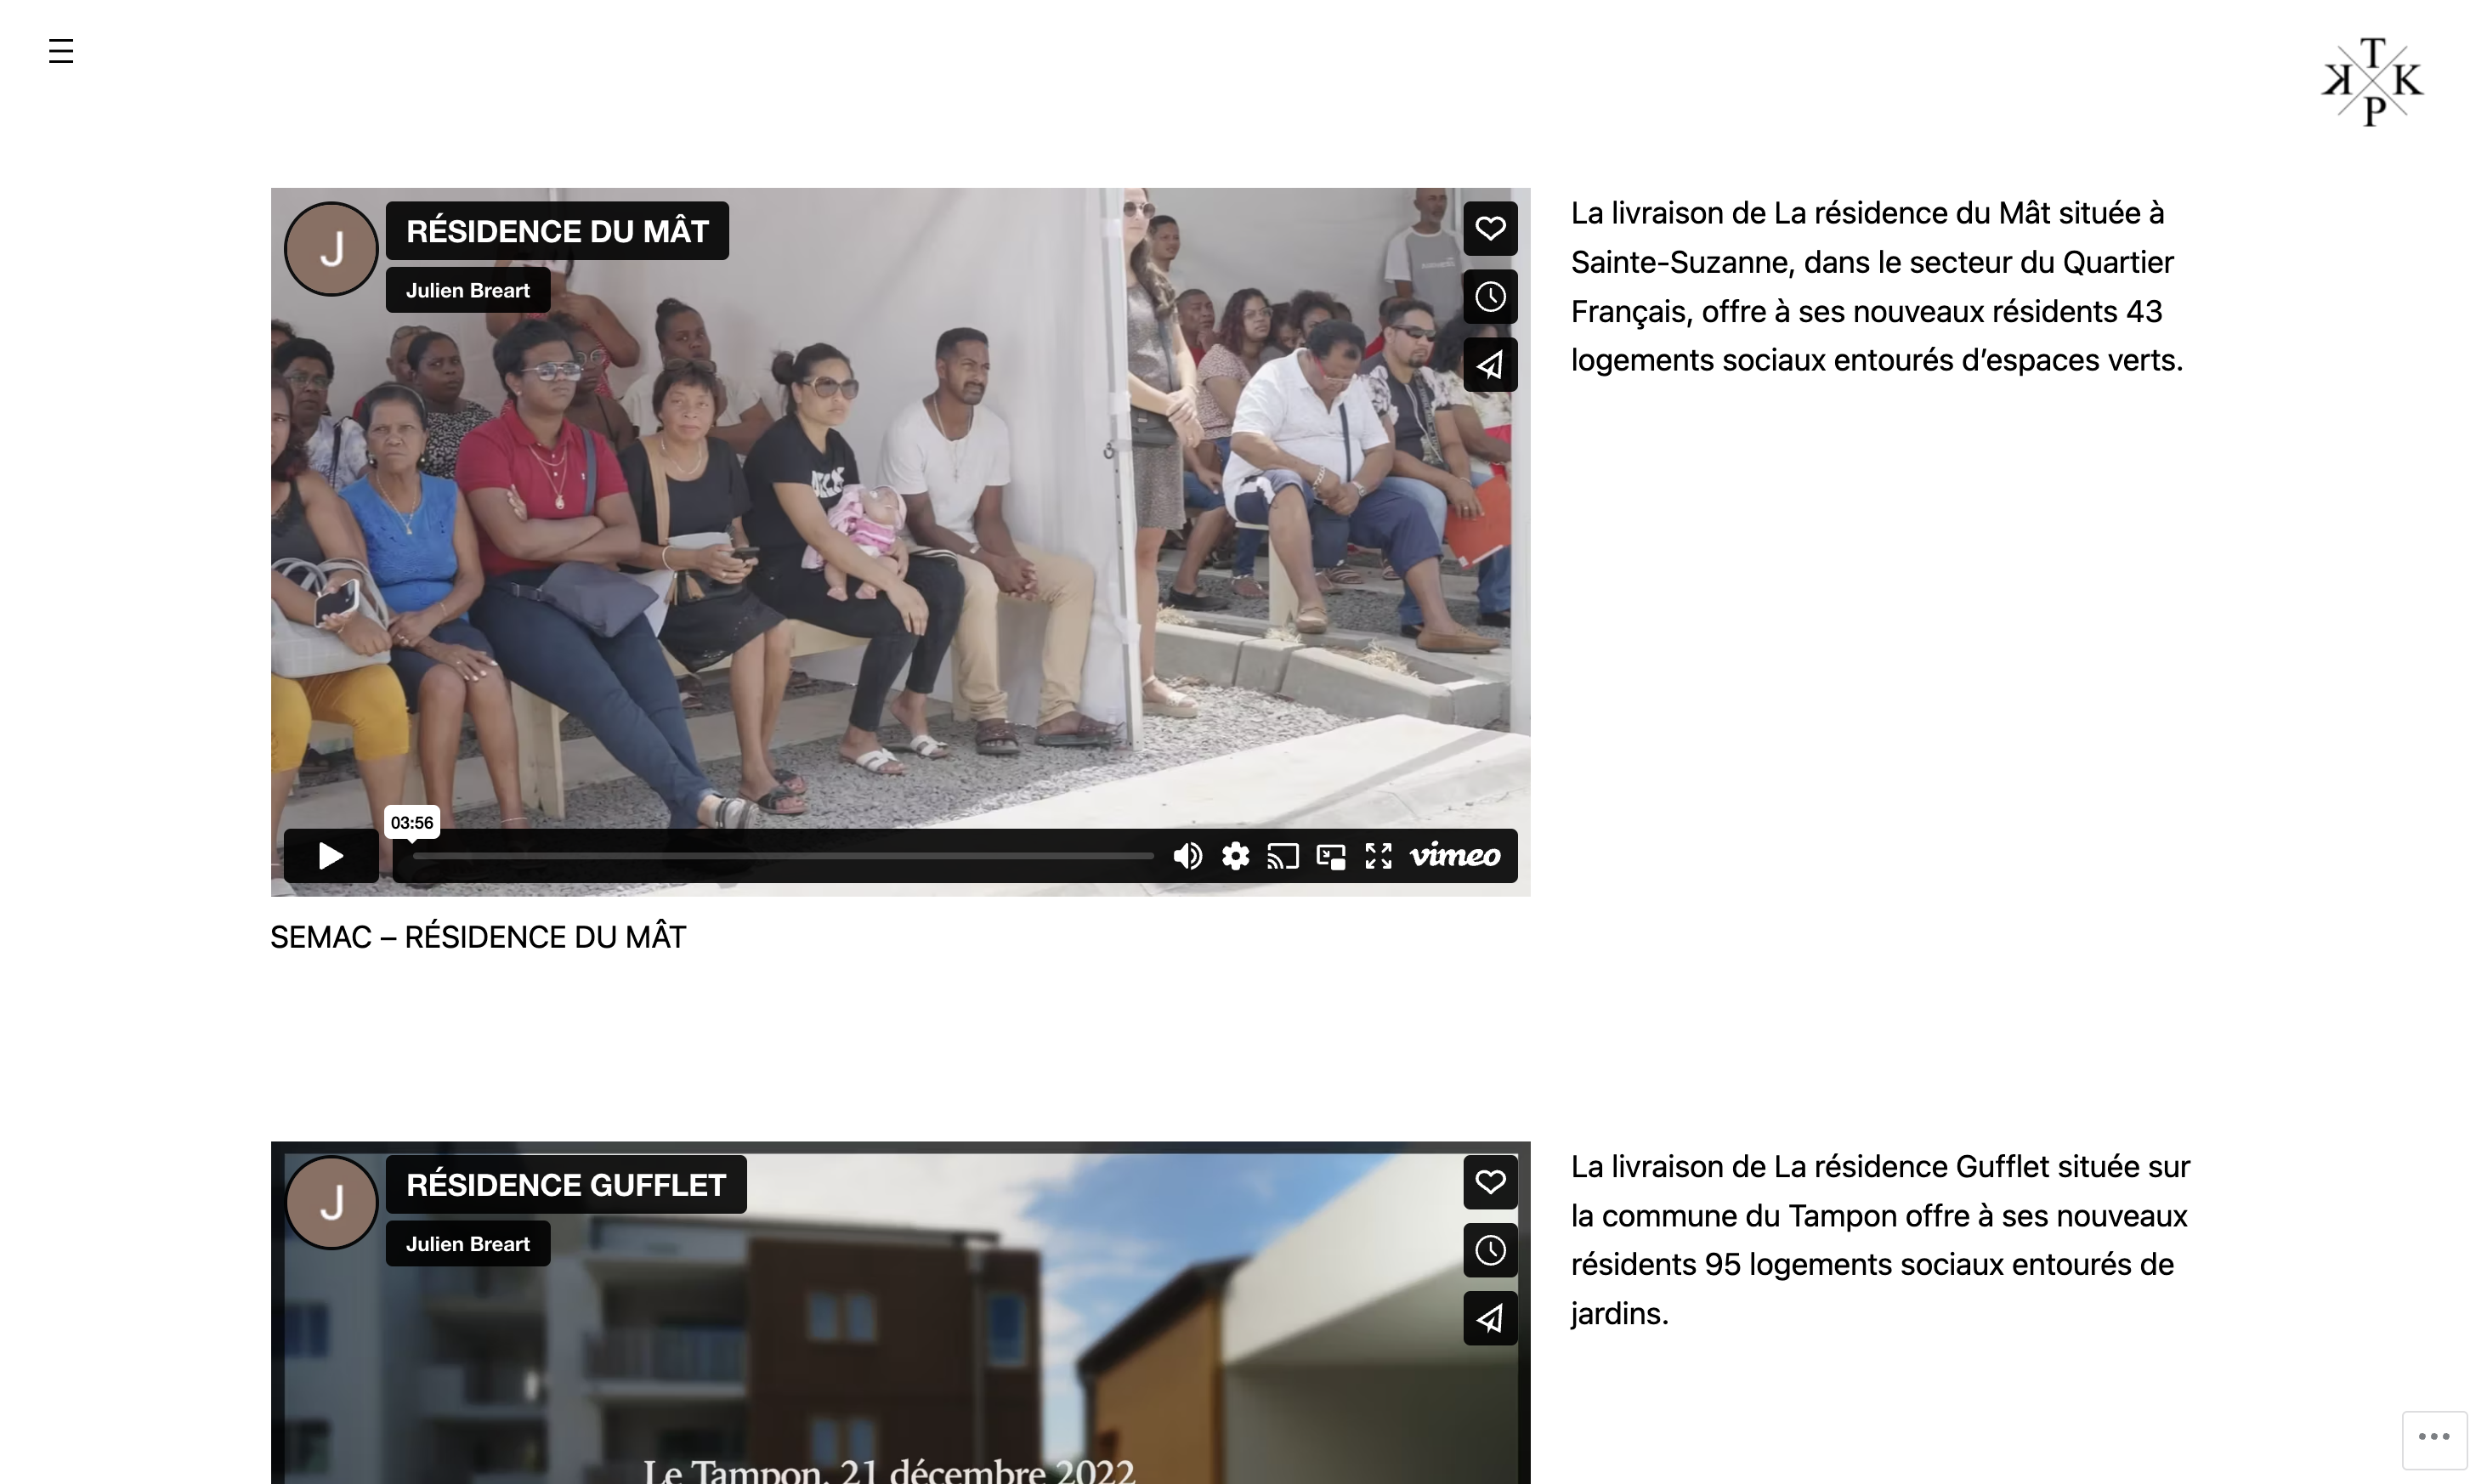 T
K K
P
RÉSIDENCE DU MÂT
J
Julien Breart
03:56
vimeo
La livraison de La résidence du Mât située à
Sainte-Suzanne, dans le secteur du Quartier
Français, offre à ses nouveaux résidents 43
logements sociaux entourés d’espaces verts.
SEMAC – RÉSIDENCE DU MÂT
RÉSIDENCE GUFFLET
J
Julien Breart
Le Tampon, 21 décembre 2022
La livraison de La résidence Gufflet située sur
la commune du Tampon offre à ses nouveaux
résidents 95 logements sociaux entourés de
jardins.